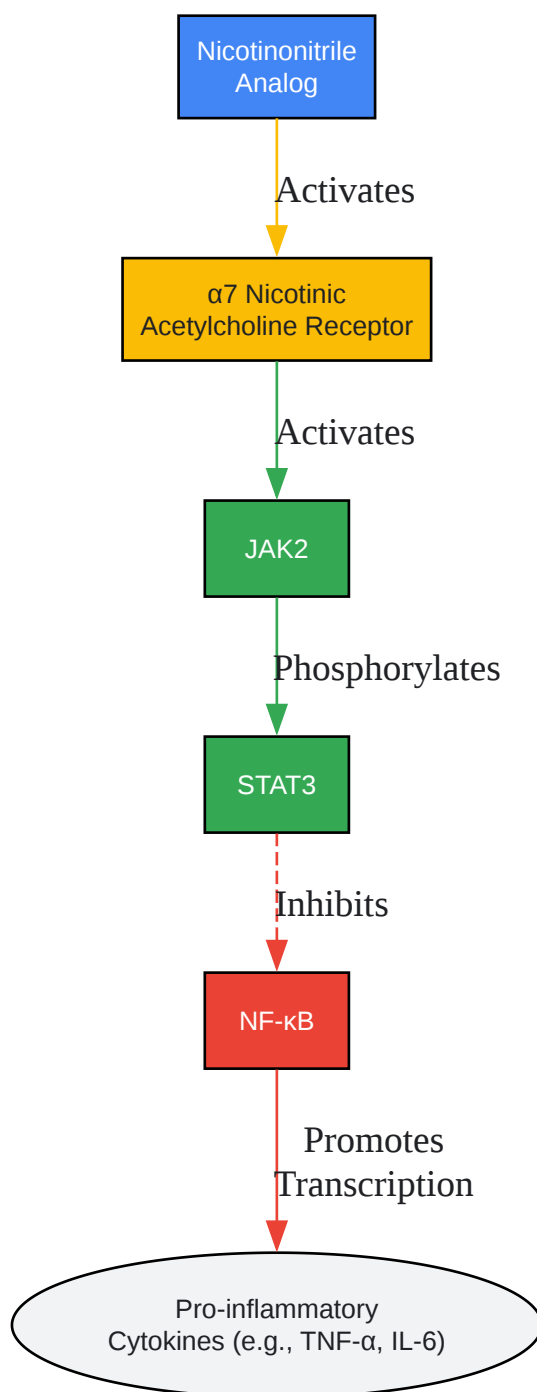 Nicotinonitrile
Analog
Activates
α7 Nicotinic
Acetylcholine Receptor
Activates
JAK2
Phosphorylates
STAT3
Inhibits
NF-κB
Promotes
Transcription
Pro-inflammatory
Cytokines (e.g., TNF-α, IL-6)